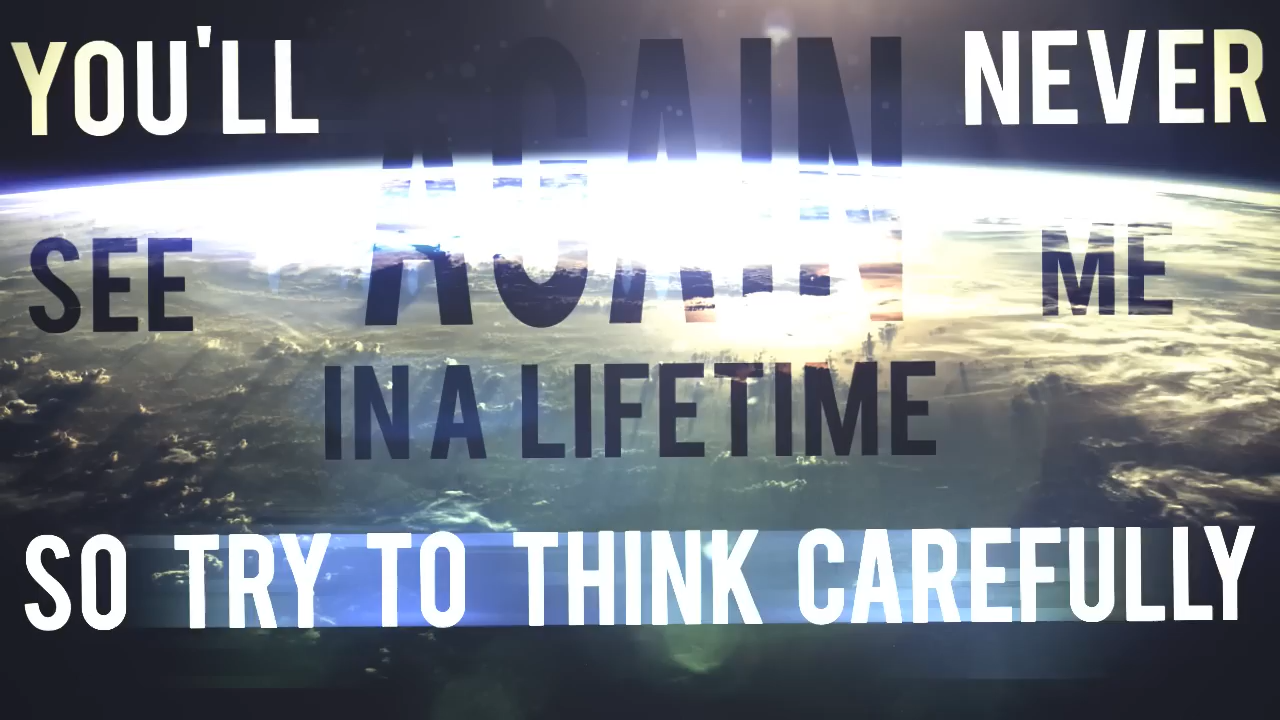 YOU'LL NEVER
SEE ME
AGAIN
IN A LIFETIME
SO TRY TO THINK CAREFULLY